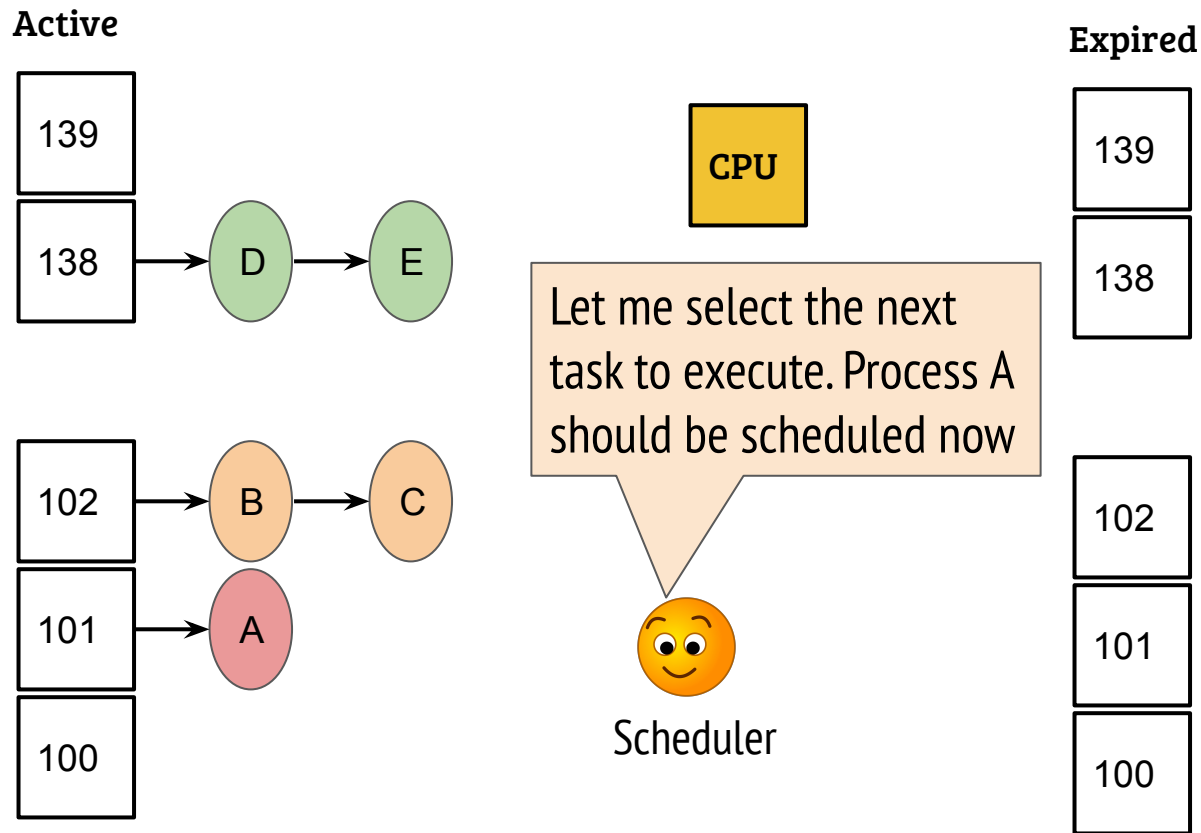 Active
139
138
D
E
102
B
C
101
A
100
CPU
Let me select the next
task to execute. Process A
should be scheduled now
Scheduler
Expired
139
138
102
101
100